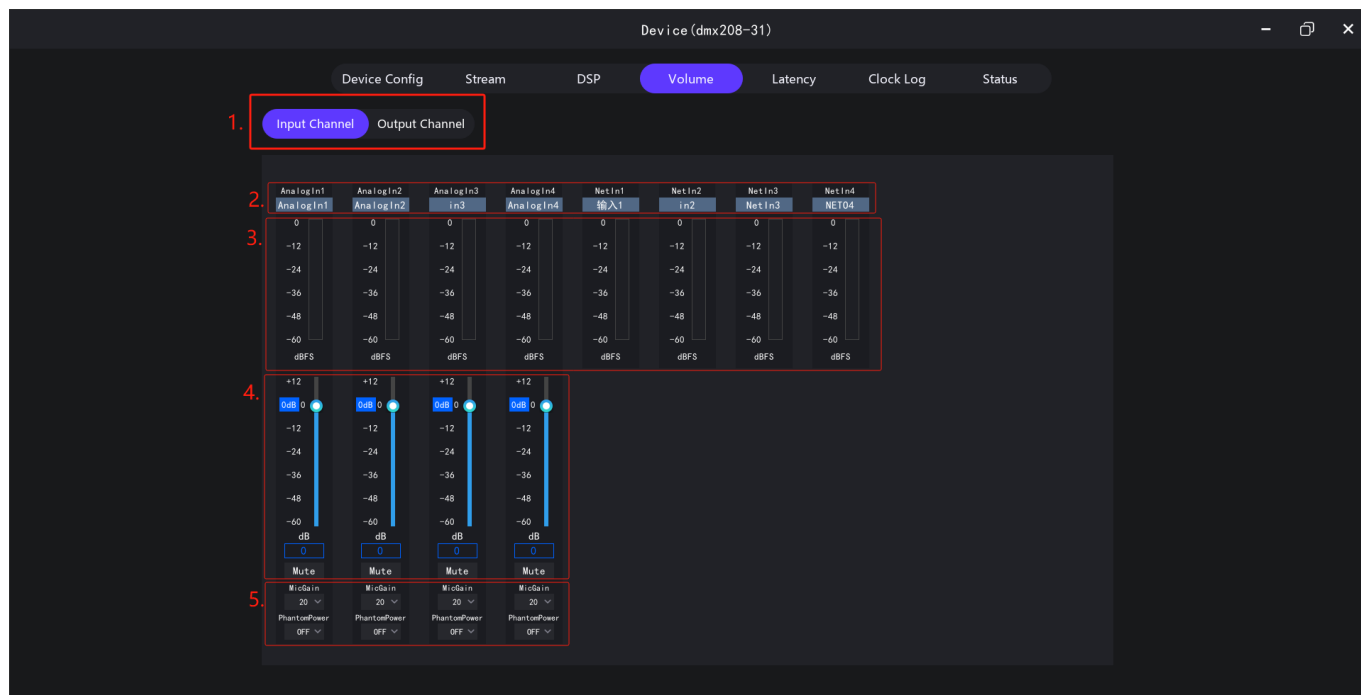 Device(dmx208-31)
Device Config Stream DSP Volume Latency Clock Log Status
1. Input Channel Output Channel
AnalogIn1 AnalogIn2 AnalogIn3 AnalogIn4 NetIn1 NetIn2 NetIn3 NetIn4
2. AnalogIn1 AnalogIn2 in3 AnalogIn4 输入1 in2 NetIn3 NETO4
0 0 0 0 0 0 0 0
3. -12 -12 -12 -12 -12 -12 -12 -12
-24 -24 -24 -24 -24 -24 -24 -24
-36 -36 -36 -36 -36 -36 -36 -36
-48 -48 -48 -48 -48 -48 -48 -48
-60 -60 -60 -60 -60 -60 -60 -60
dBFS dBFS dBFS dBFS dBFS dBFS dBFS dBFS
+12 +12 +12 +12
4. 0dB 0 0dB 0 0dB 0 0dB 0
-12 -12 -12 -12
-24 -24 -24 -24
-36 -36 -36 -36
-48 -48 -48 -48
-60 -60 -60 -60
dB dB dB dB
0 0 0 0
Mute Mute Mute Mute
MicGain MicGain MicGain MicGain
5. 20 20 20 20
PhantomPower PhantomPower PhantomPower PhantomPower
OFF OFF OFF OFF